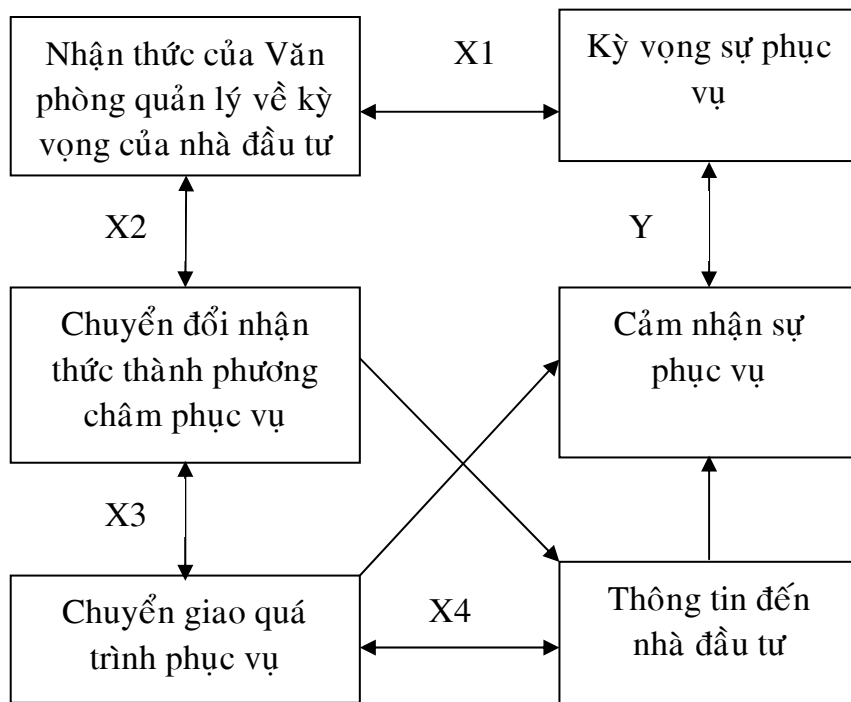 Nhận thức của Văn
phòng quản lý về kỳ
vọng của nhà đầu tư
X1
Kỳ vọng sự phục
vụ
X2
Y
Chuyển đổi nhận
thức thành phương
châm phục vụ
Cảm nhận sự
phục vụ
X3
Chuyển giao quá
trình phục vụ
X4
Thông tin đến
nhà đầu tư